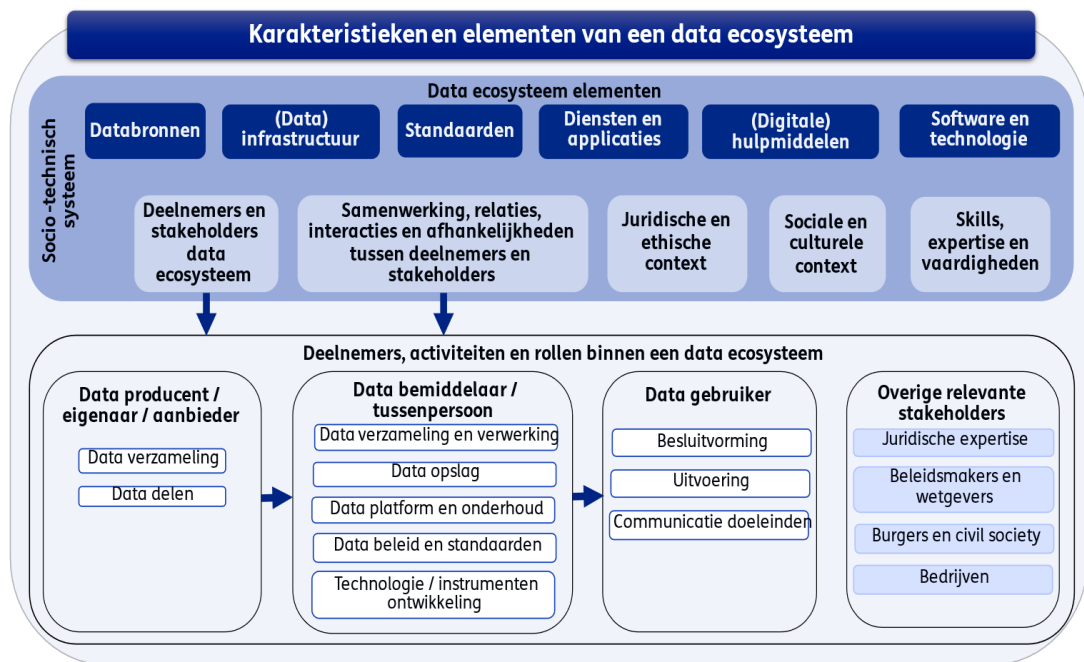 Karakteristieken en elementen van een data ecosysteem
Data ecosysteem elementen
Socio-technisch
systeem
Databronnen
(Data)
infrastructuur
Standaarden
Diensten en
applicaties
(Digitale)
hulpmiddelen
Software en
technologie
Deelnemers en
stakeholders
data
ecosysteem
Samenwerking, relaties,
interacties en afhankelijkheden
tussen deelnemers en
stakeholders
Juridische en
ethische
context
Sociale en
culturele
context
Skills,
expertise en
vaardigheden
Deelnemers, activiteiten en rollen binnen een data ecosysteem
Data producent /
eigenaar / aanbieder
Data verzameling
Data delen
Data bemiddelaar /
tussenpersoon
Data verzameling en verwerking
Data opslag
Data platform en onderhoud
Data beleid en standaarden
Technologie / instrumenten
ontwikkeling
Data gebruiker
Besluitvorming
Uitvoering
Communicatie doeleinden
Overige relevante
stakeholders
Juridische expertise
Beleidsmakers en
wetgevers
Burgers en civil society
Bedrijven